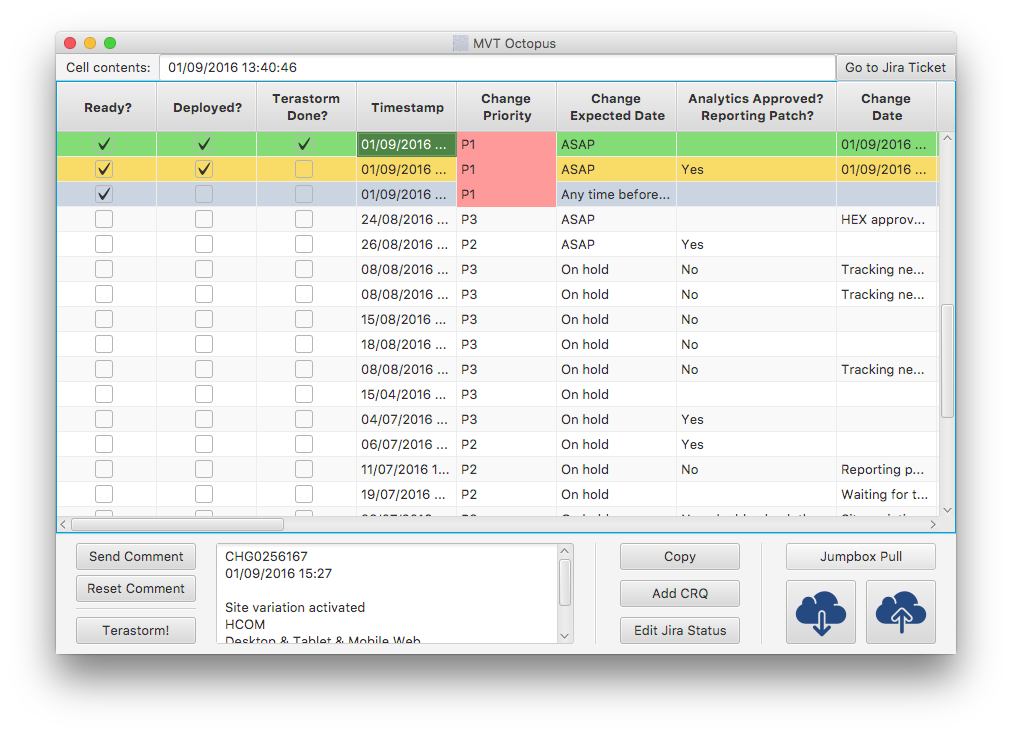 MVT Octopus
Cell contents: 01/09/2016 13:40:46 Go to Jira Ticket
Ready? Deployed? Terastorm Done? Timestamp Change Priority Change Expected Date Analytics Approved? Reporting Patch? Change Date
01/09/2016 ... P1 ASAP 01/09/2016 ...
01/09/2016 ... P1 ASAP Yes 01/09/2016 ...
01/09/2016 ... P1 Any time before...
24/08/2016 ... P3 ASAP HEX approv...
26/08/2016 ... P2 ASAP Yes
08/08/2016 ... P3 On hold No Tracking ne...
08/08/2016 ... P3 On hold No Tracking ne...
15/08/2016 ... P3 On hold No
18/08/2016 ... P3 On hold No
08/08/2016 ... P3 On hold No Tracking ne...
15/04/2016 ... P3 On hold
04/07/2016 ... P3 On hold Yes
06/07/2016 ... P2 On hold Yes
11/07/2016 1... P2 On hold No Reporting p...
19/07/2016 ... P2 On hold Waiting for t...
Send Comment
Reset Comment
Terastorm!
CHG0256167
01/09/2016 15:27
Site variation activated
HCOM
Desktop & Tablet & Mobile Web
Copy
Add CRQ
Edit Jira Status
Jumpbox Pull